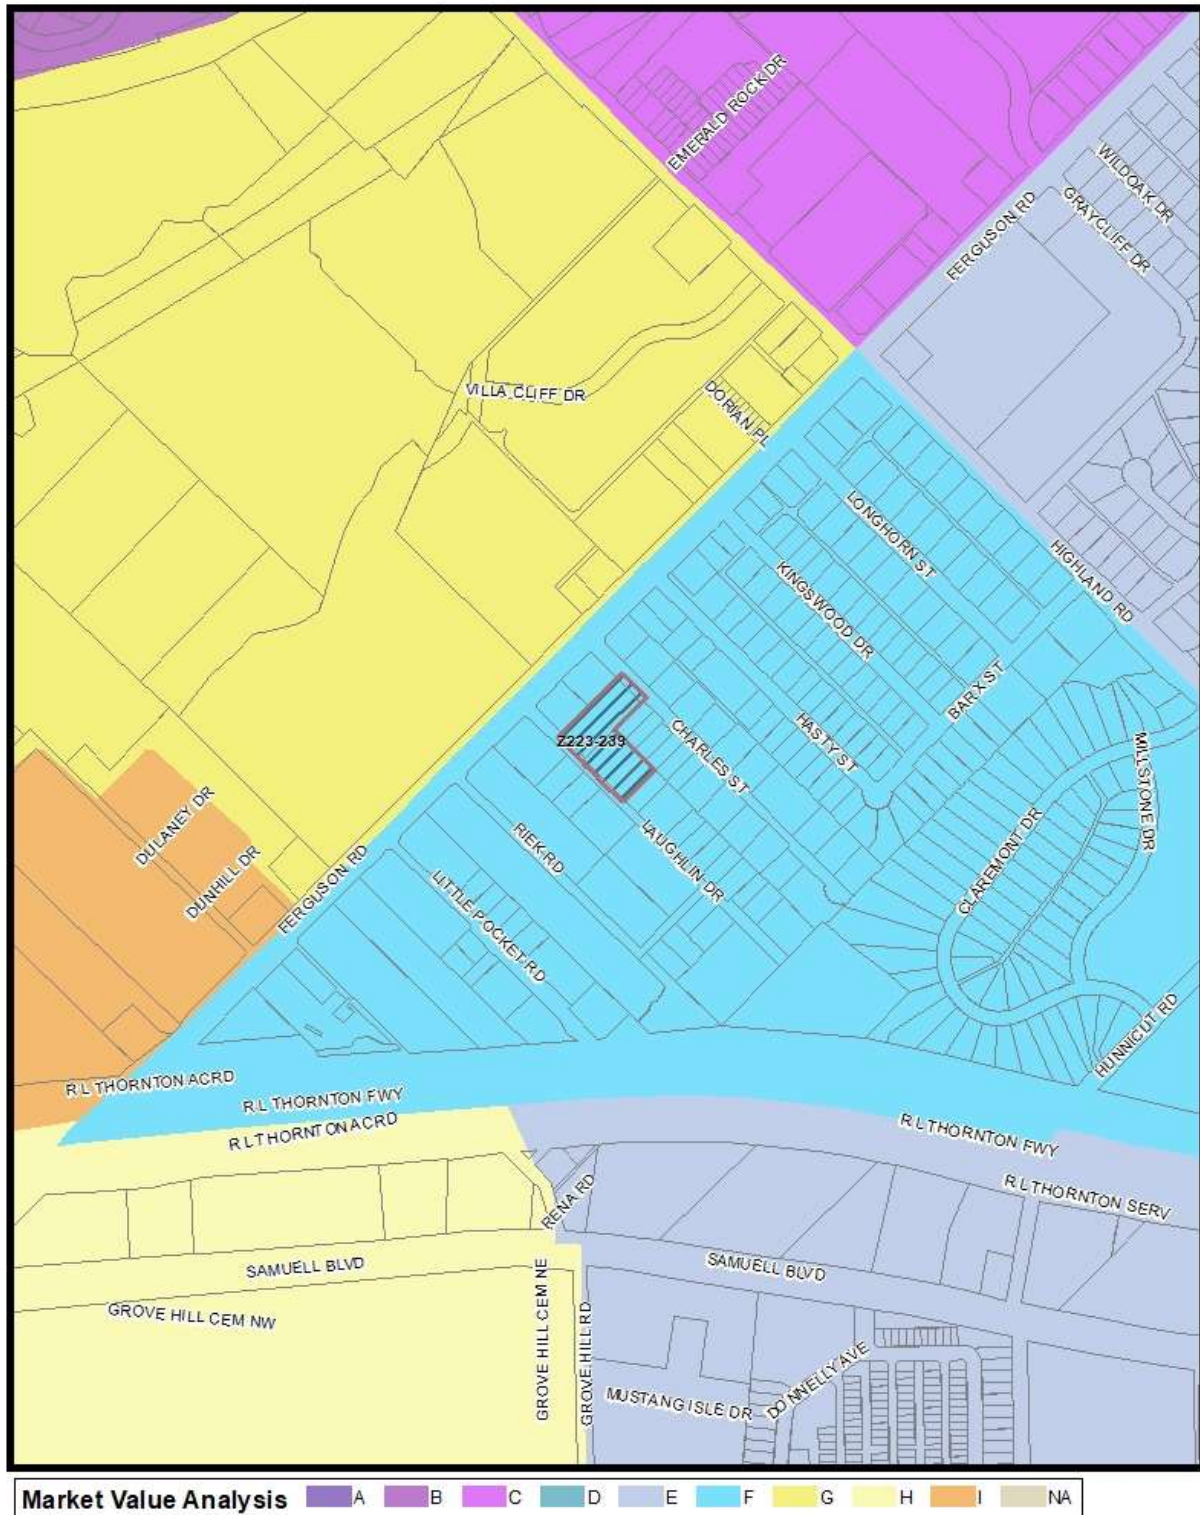 EMERALD ROCK DR
WILDOAK DR
GRAYCLIFF DR
FERGUSON RD
VILLA CLIFF DR
DORIAN PL
LONGHORN ST
HIGHLAND RD
KINGSWOOD DR
BAR X ST
HASTY ST
CHARLES ST
Z223-239
MILLSTONE DR
CLAREMONT DR
LAUGHLIN DR
RIEK RD
DULANEY DR
DUNHILL DR
FERGUSON RD
LITTLE POCKET RD
HUNNICUT RD
R L THORNTON ACRD
R L THORNTON FWY
R L THORNTON ACRD
R L THORNTON FWY
R L THORNTON SERV
RENA RD
SAMUELL BLVD
SAMUELL BLVD
GROVE HILL CEM NW
GROVE HILL CEM NE
GROVE HILL RD
MUSTANG ISLE DR
DONNELLY AVE
Market Value Analysis A B C D E F G H I NA